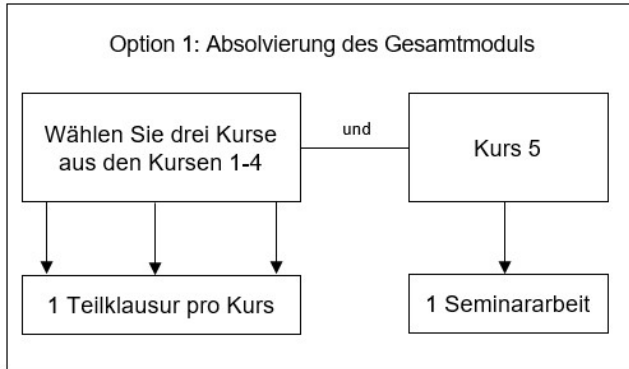 Option 1: Absolvierung des Gesamtmoduls
Wählen Sie drei Kurse
aus den Kursen 1-4
und
Kurs 5
1 Teilklausur pro Kurs
1 Seminararbeit